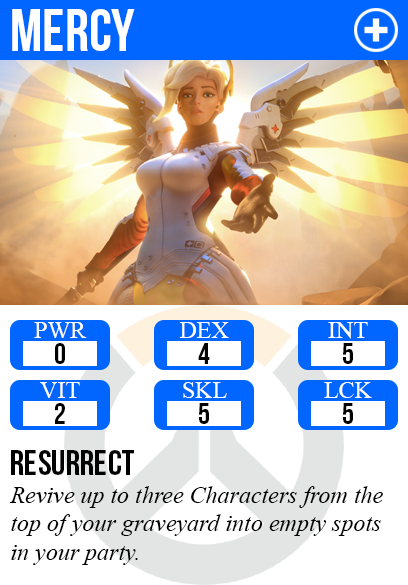 MERCY
PWR DEX INT
0 4 5
VIT SKL LCK
2 5 5
RESURRECT
Revive up to three Characters from the
top of your graveyard into empty spots
in your party.